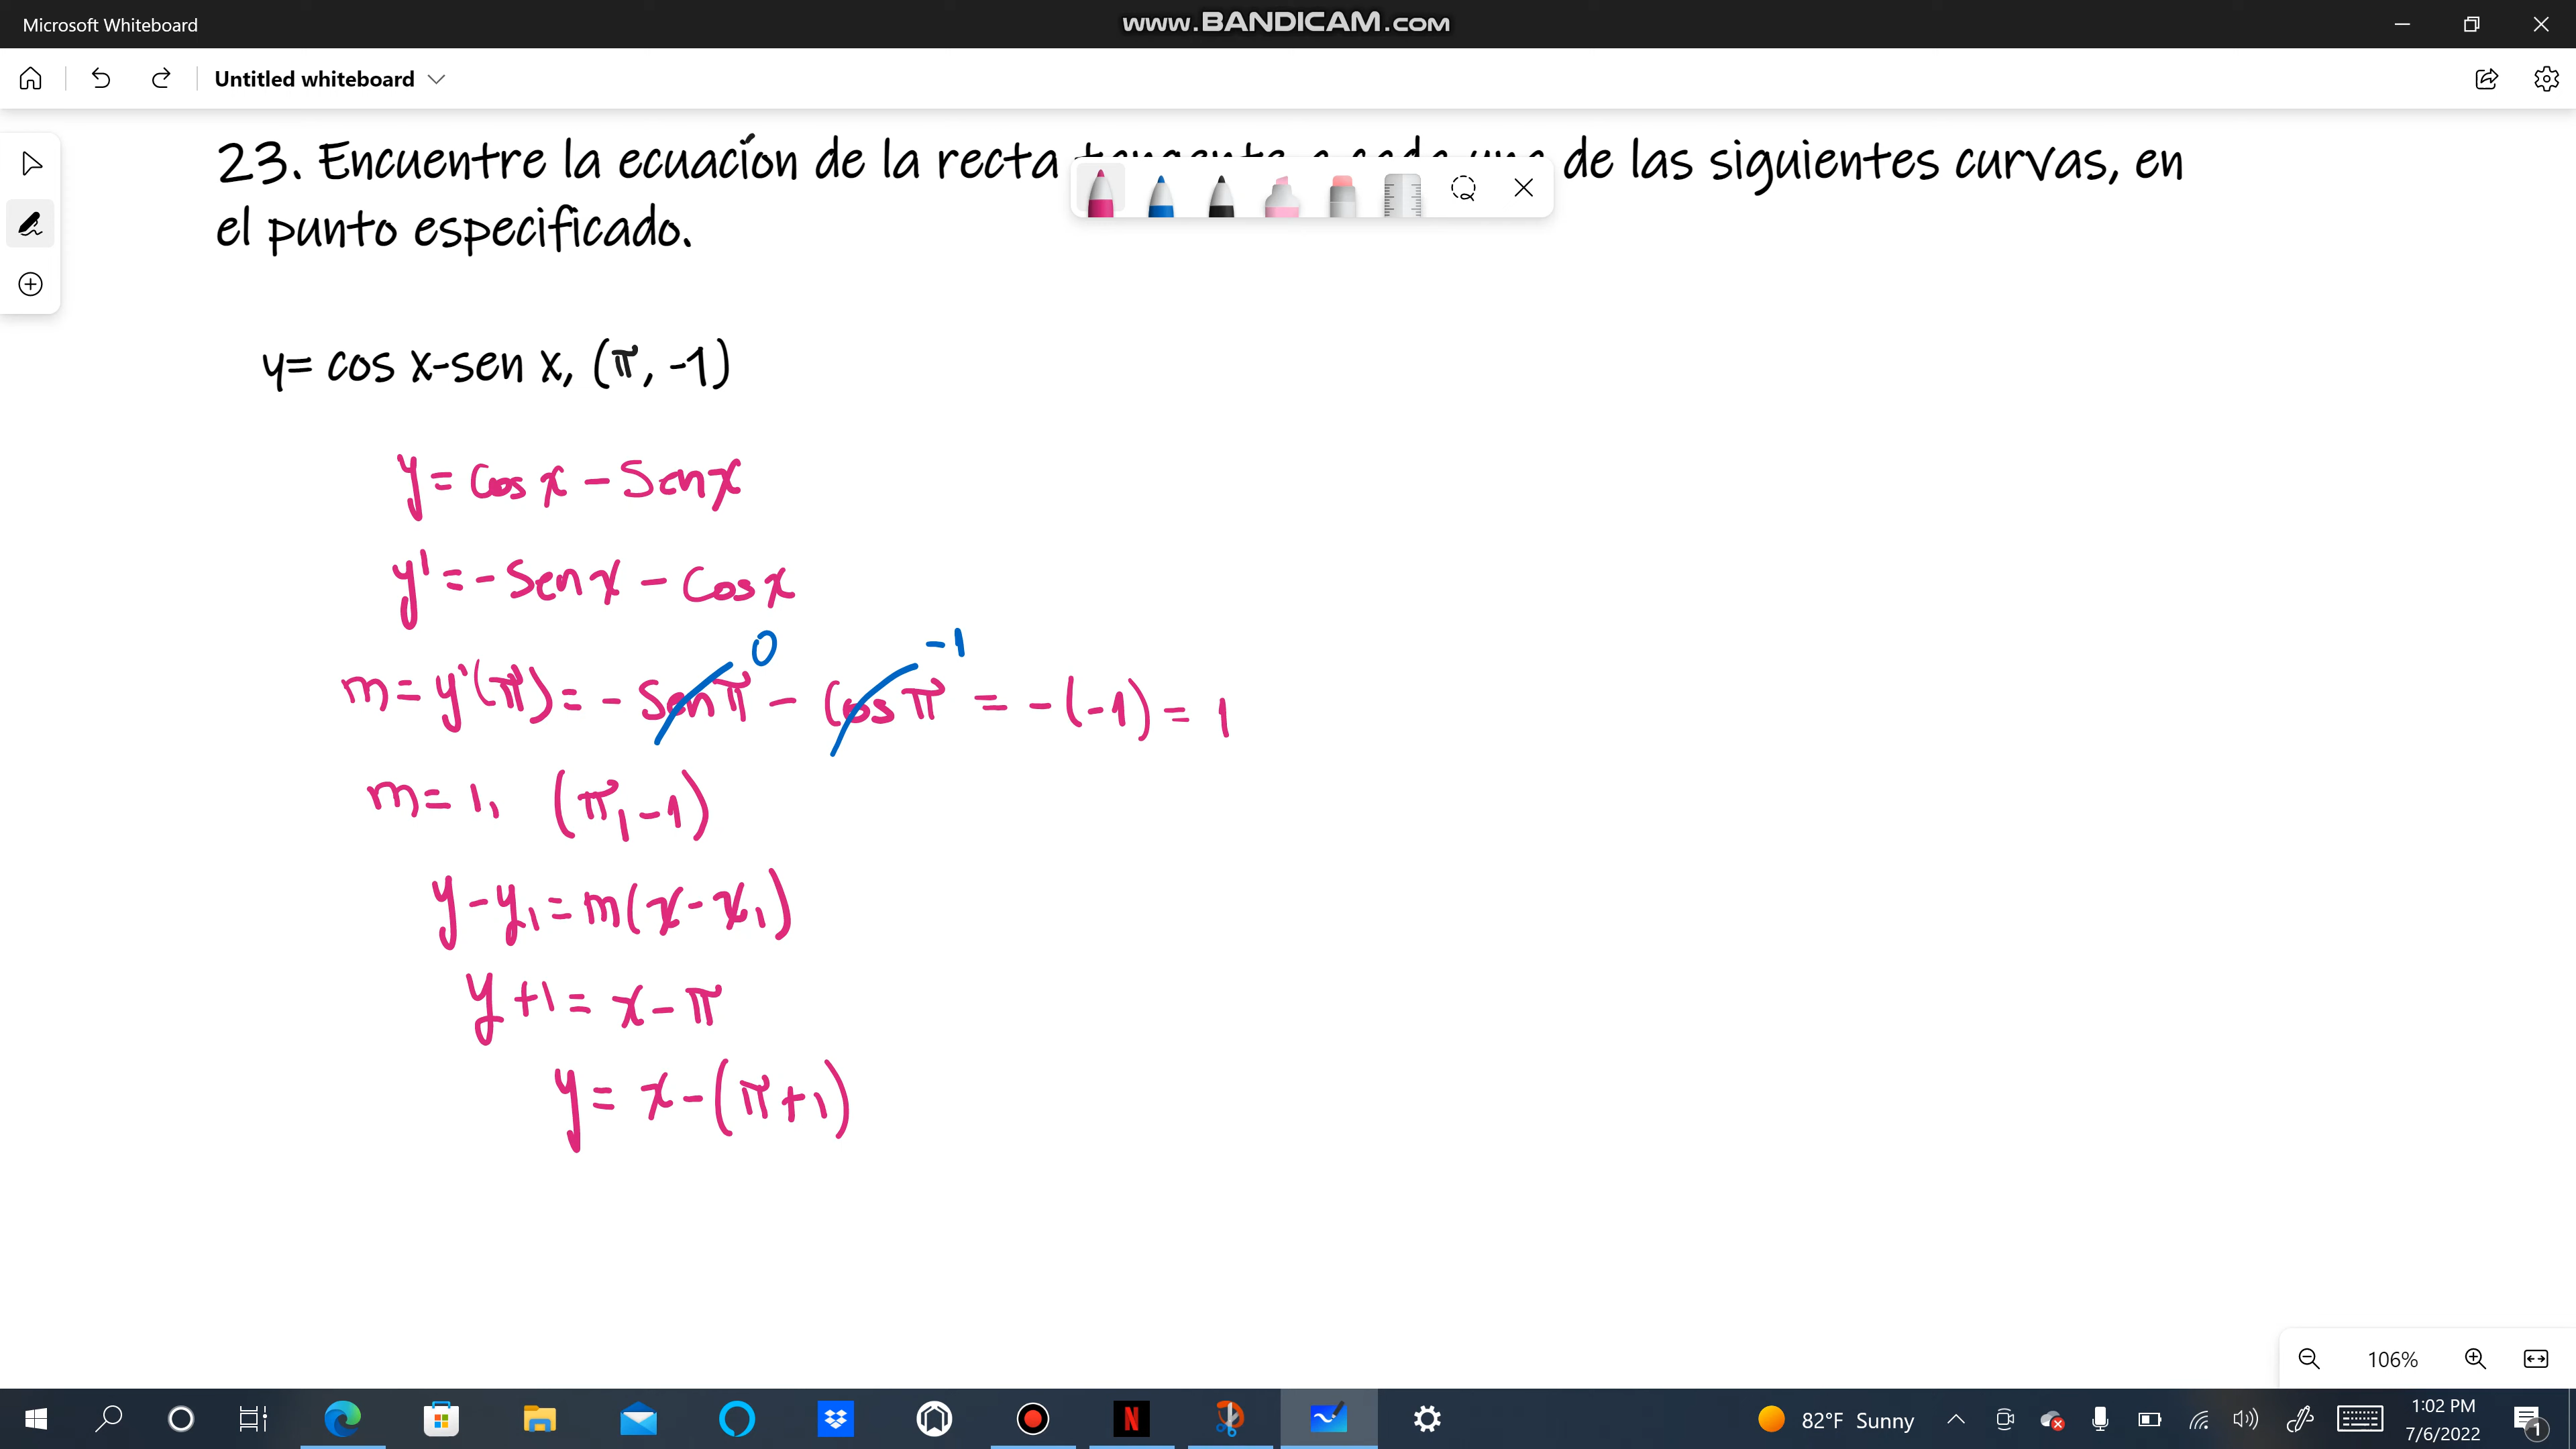 Microsoft Whiteboard
www.BANDICAM.com
Untitled whiteboard
23. Encuentre la ecuación de la recta de las siguientes curvas, en
el punto especificado.
y= cos x-sen x, (π, -1)
y = cos x - Sen x
y' = - Sen x - Cos x
0 -1
m = y'(π) = - Sen π - Cos π = -(-1) = 1
m = 1, (π, -1)
y - y₁ = m(x - x₁)
y + 1 = x - π
y = x - (π + 1)
106%
82°F Sunny
1:02 PM
7/6/2022
1